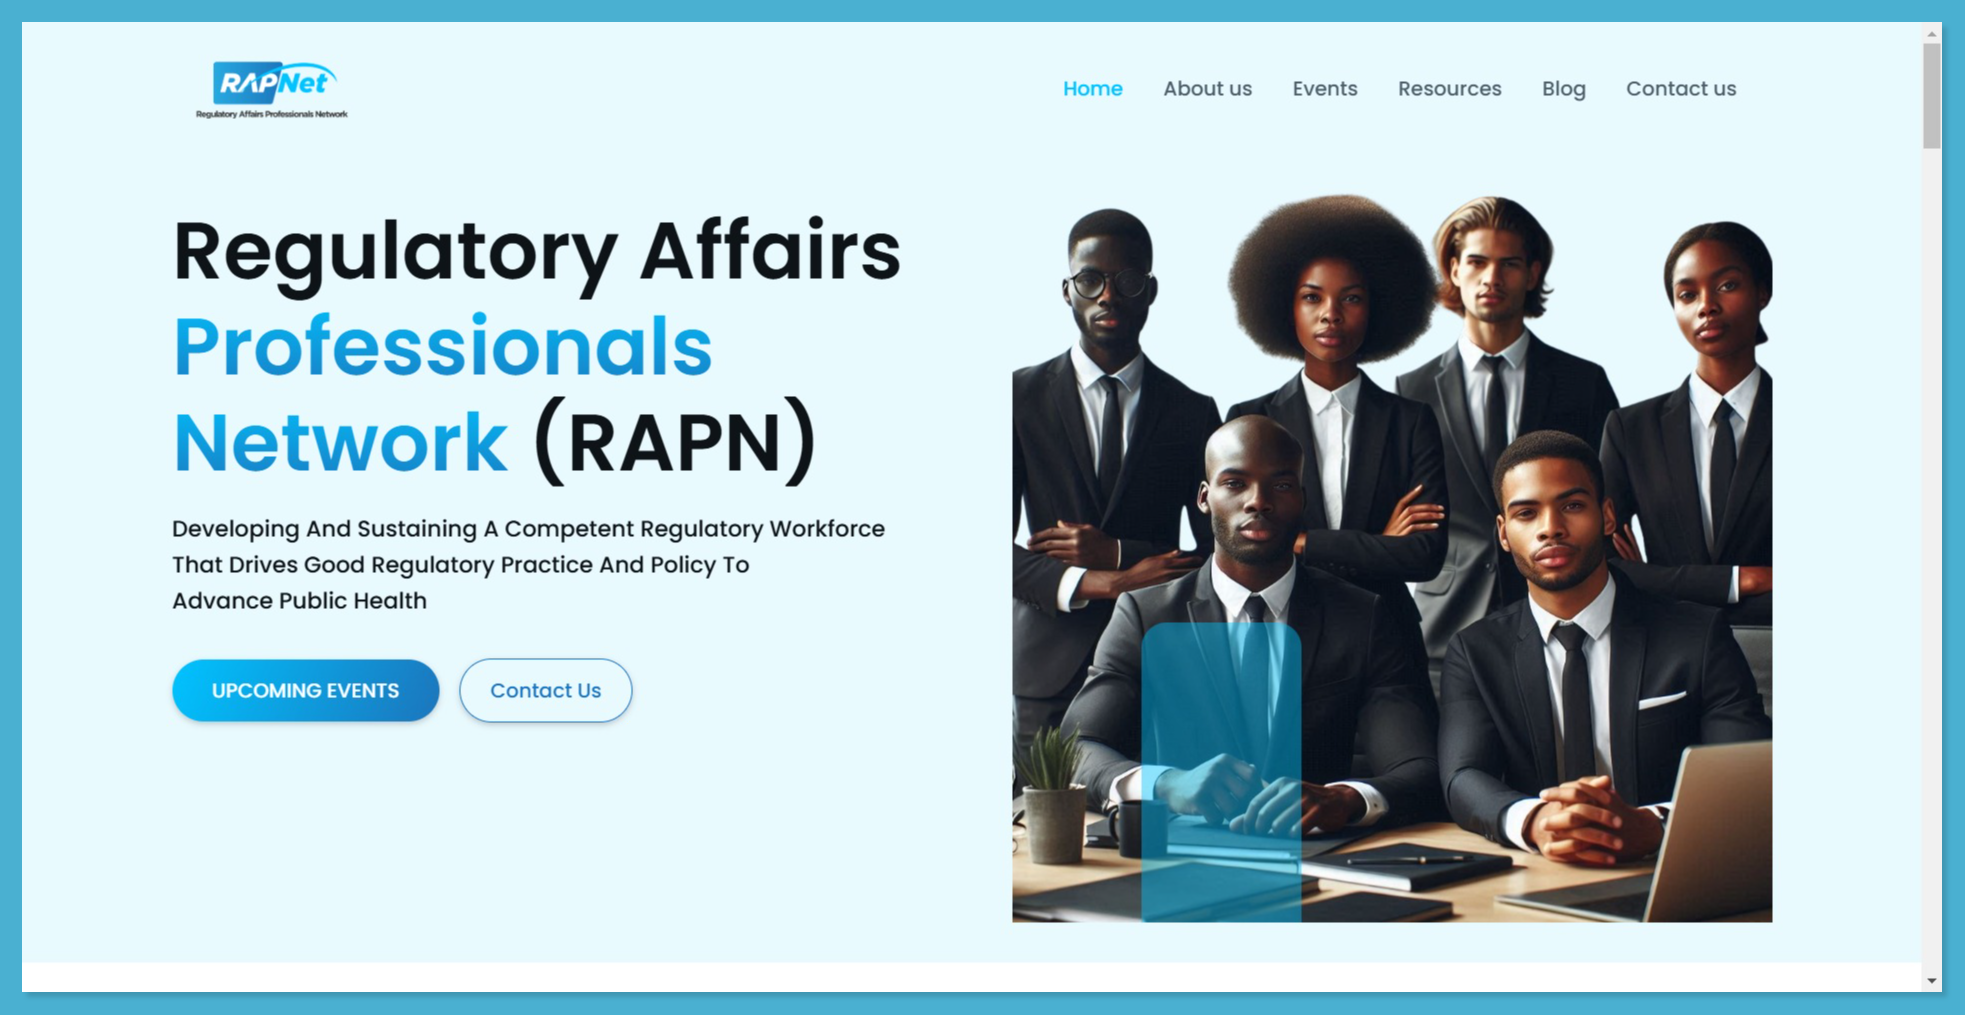 RAPNet
Regulatory Affairs Professionals Network
Home About us Events Resources Blog Contact us
Regulatory Affairs
Professionals
Network (RAPN)
Developing And Sustaining A Competent Regulatory Workforce
That Drives Good Regulatory Practice And Policy To
Advance Public Health
UPCOMING EVENTS Contact Us